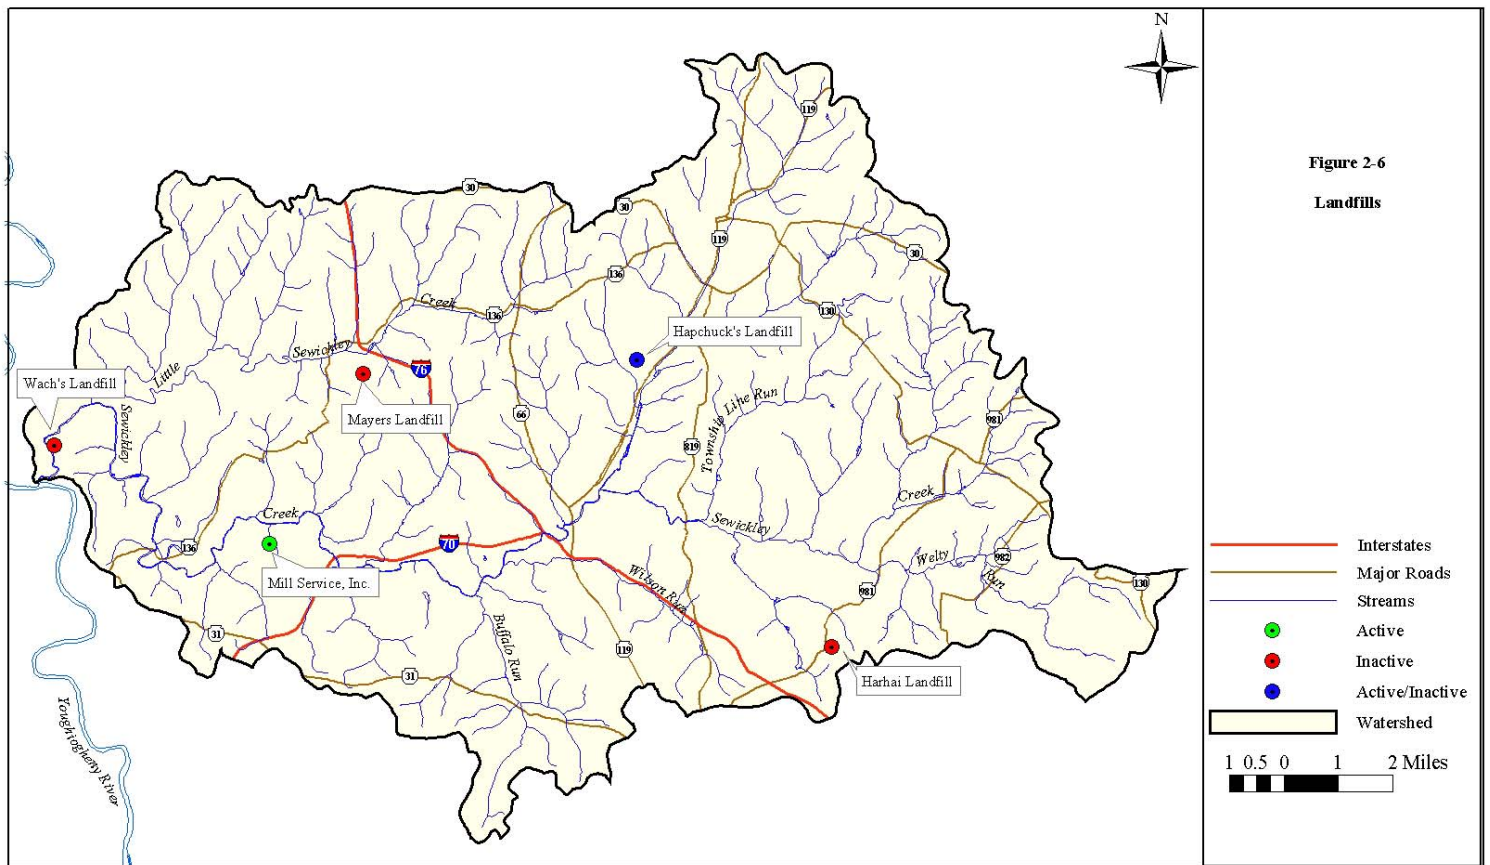 N
119
30
30
119
30
136
Creek
136
130
Hapchuck's Landfill
Sewickley
76
Little
Wach's Landfill
Mayers Landfill
66
Township Line Run
981
Sewickley
819
Creek
Creek
Sewickley
136
70
Welty
Run
982
Mill Service, Inc.
Wilson Run
981
130
31
Buffalo Run
119
Harhai Landfill
31
Youghiogheny River
Figure 2-6
Landfills
Interstates
Major Roads
Streams
Active
Inactive
Active/Inactive
Watershed
1 0.5 0 1 2 Miles